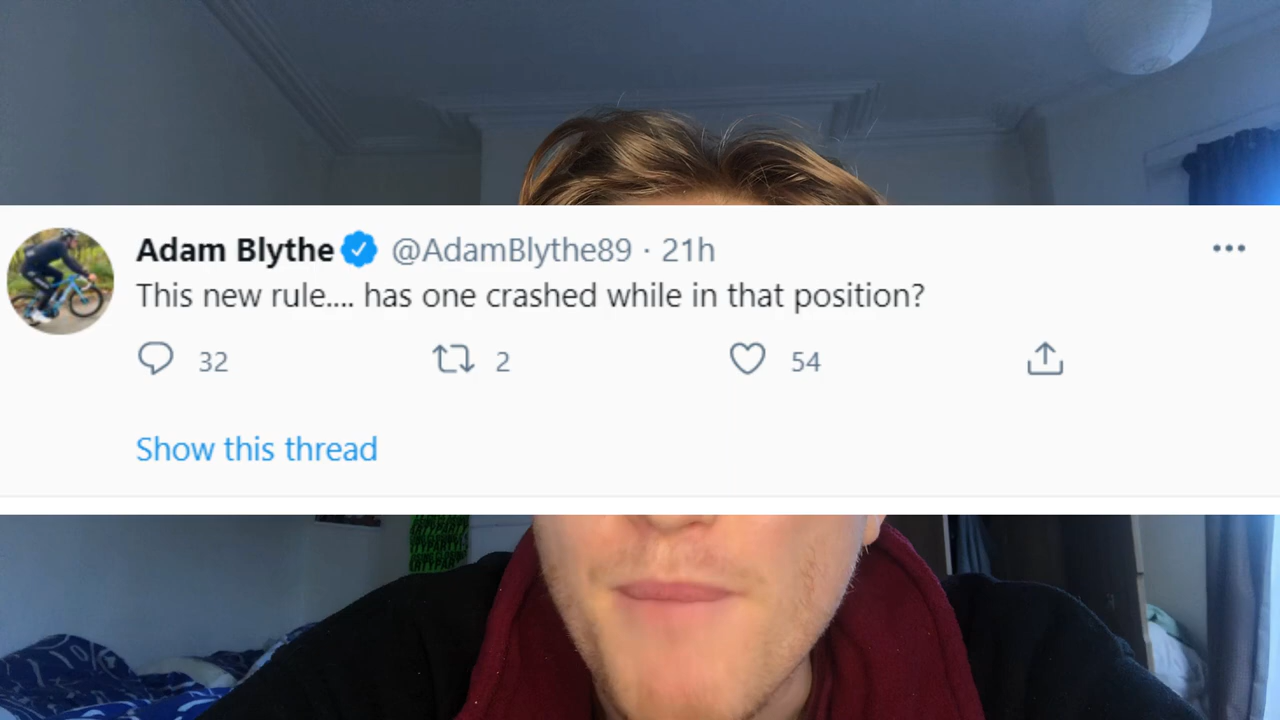 Adam Blythe @AdamBlythe89 · 21h
This new rule.... has one crashed while in that position?
32 2 54
Show this thread
PARTY